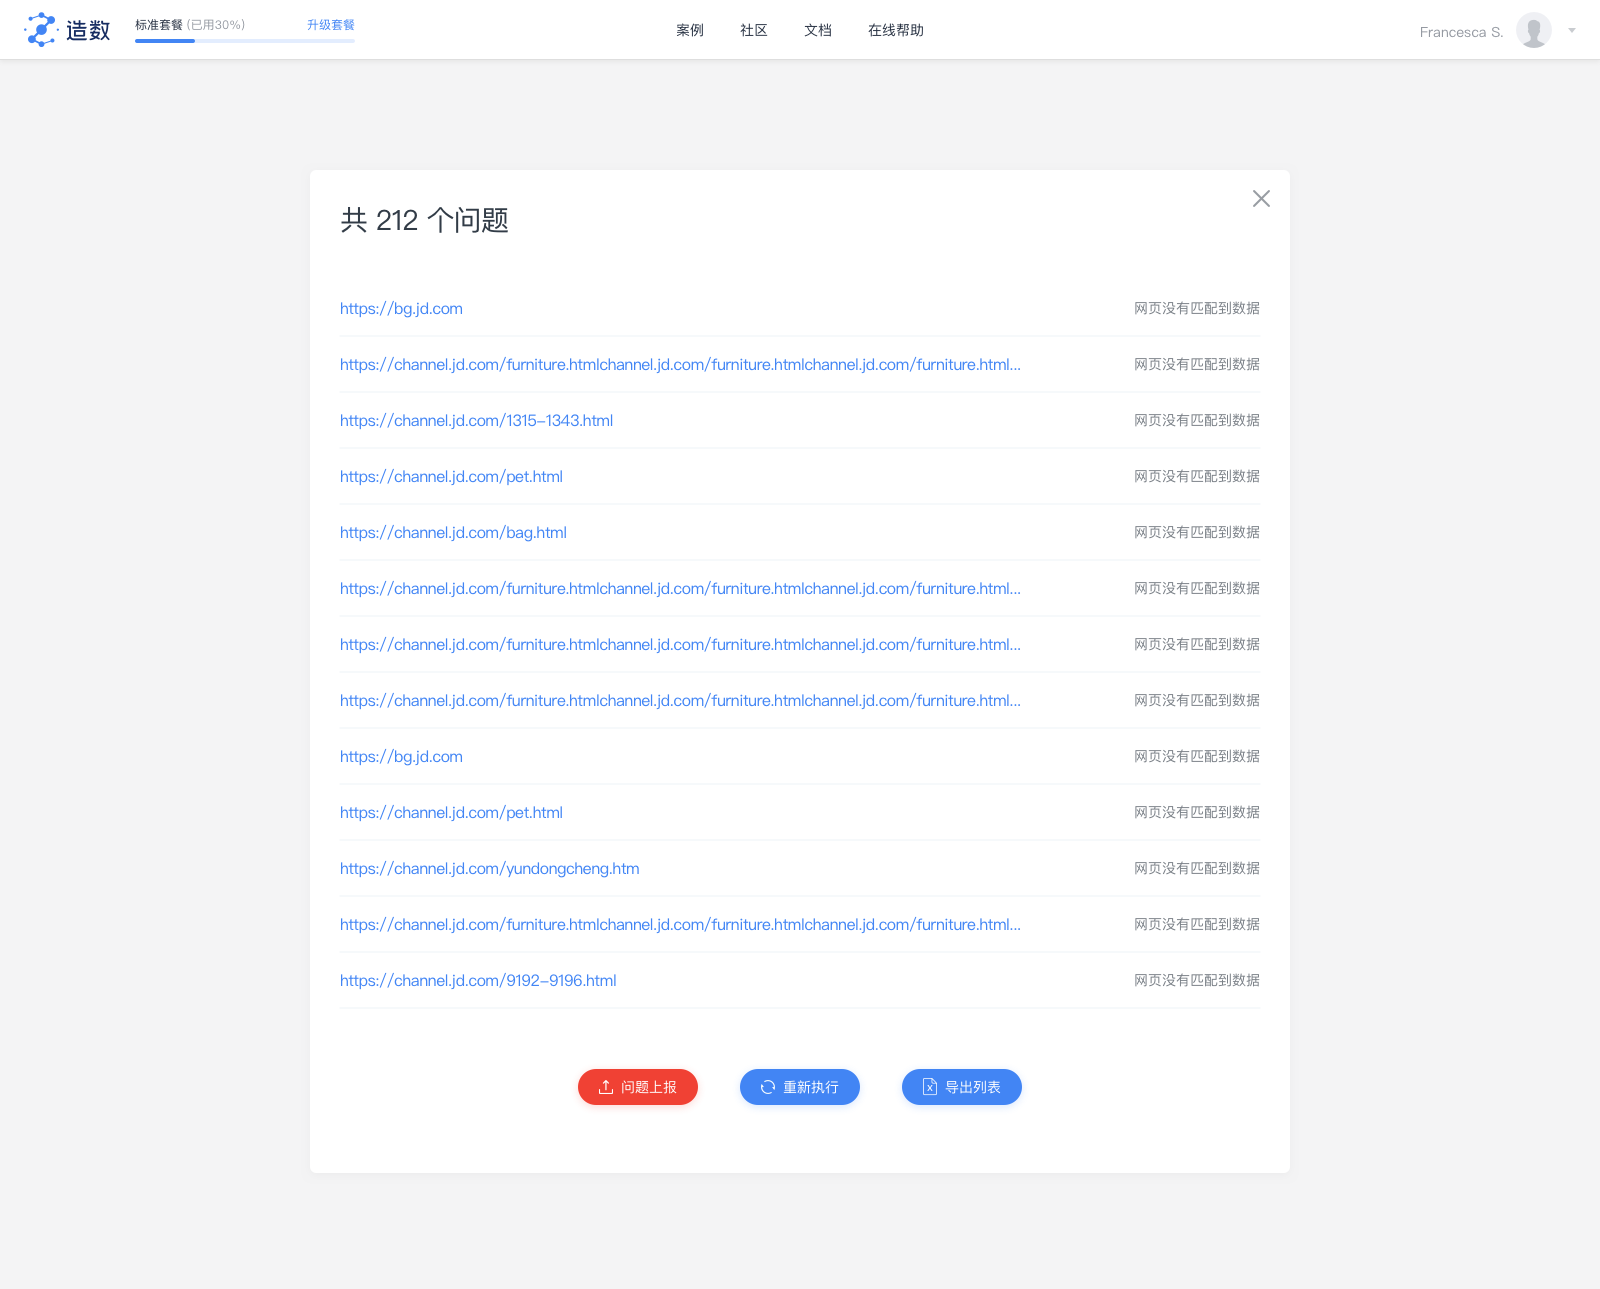 造数
标准套餐 (已用30%) 升级套餐
案例 社区 文档 在线帮助
Francesca S.
共 212 个问题
https://bg.jd.com 网页没有匹配到数据
https://channel.jd.com/furniture.htmlchannel.jd.com/furniture.htmlchannel.jd.com/furniture.html... 网页没有匹配到数据
https://channel.jd.com/1315-1343.html 网页没有匹配到数据
https://channel.jd.com/pet.html 网页没有匹配到数据
https://channel.jd.com/bag.html 网页没有匹配到数据
https://channel.jd.com/furniture.htmlchannel.jd.com/furniture.htmlchannel.jd.com/furniture.html... 网页没有匹配到数据
https://channel.jd.com/furniture.htmlchannel.jd.com/furniture.htmlchannel.jd.com/furniture.html... 网页没有匹配到数据
https://channel.jd.com/furniture.htmlchannel.jd.com/furniture.htmlchannel.jd.com/furniture.html... 网页没有匹配到数据
https://bg.jd.com 网页没有匹配到数据
https://channel.jd.com/pet.html 网页没有匹配到数据
https://channel.jd.com/yundongcheng.htm 网页没有匹配到数据
https://channel.jd.com/furniture.htmlchannel.jd.com/furniture.htmlchannel.jd.com/furniture.html... 网页没有匹配到数据
https://channel.jd.com/9192-9196.html 网页没有匹配到数据
问题上报 重新执行 导出列表